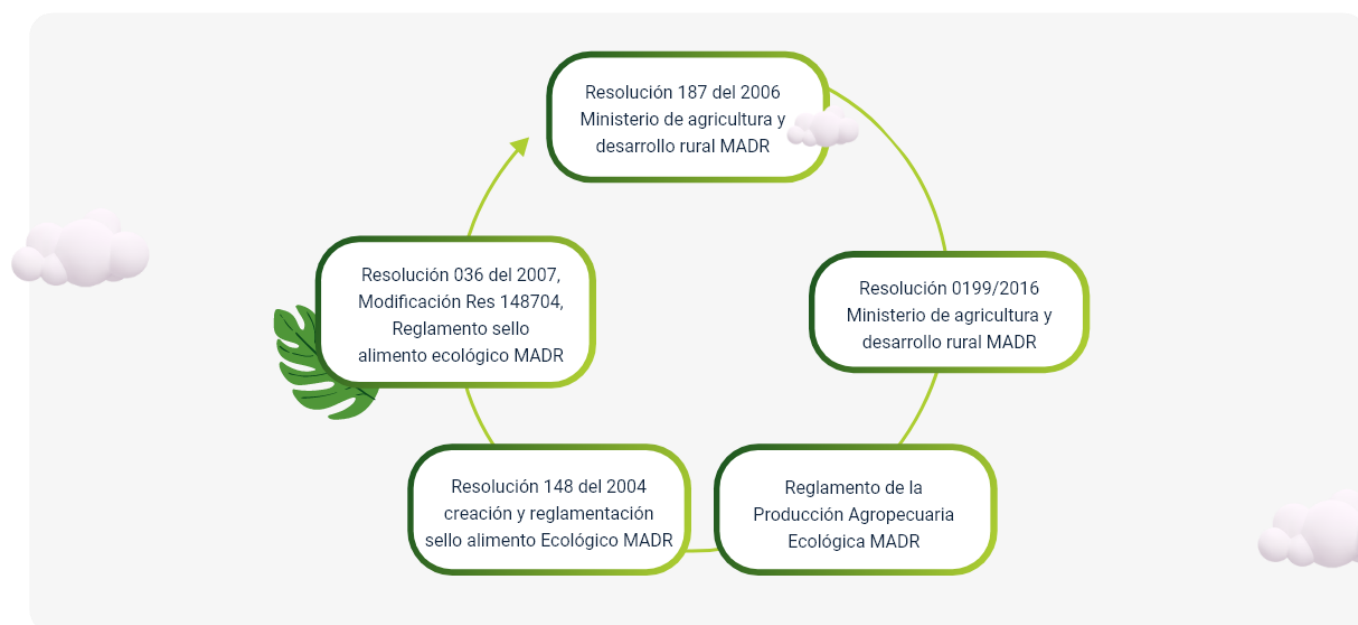 Resolución 187 del 2006
Ministerio de agricultura y
desarrollo rural MADR
Resolución 0199/2016
Ministerio de agricultura y
desarrollo rural MADR
Reglamento de la
Producción Agropecuaria
Ecológica MADR
Resolución 148 del 2004
creación y reglamentación
sello alimento Ecológico MADR
Resolución 036 del 2007,
Modificación Res 148704,
Reglamento sello
alimento ecológico MADR